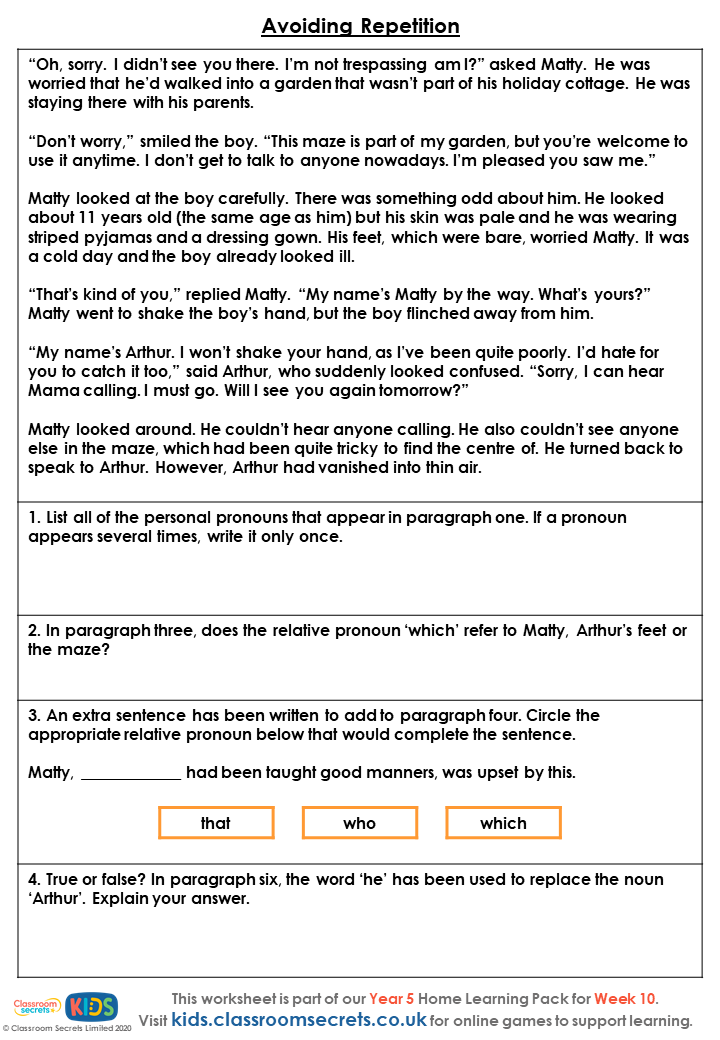 Avoiding Repetition
“Oh, sorry. I didn’t see you there. I’m not trespassing am I?” asked Matty. He was
worried that he’d walked into a garden that wasn’t part of his holiday cottage. He was
staying there with his parents.
“Don’t worry,” smiled the boy. “This maze is part of my garden, but you’re welcome to
use it anytime. I don’t get to talk to anyone nowadays. I’m pleased you saw me.”
Matty looked at the boy carefully. There was something odd about him. He looked
about 11 years old (the same age as him) but his skin was pale and he was wearing
striped pyjamas and a dressing gown. His feet, which were bare, worried Matty. It was
a cold day and the boy already looked ill.
“That’s kind of you,” replied Matty. “My name’s Matty by the way. What’s yours?”
Matty went to shake the boy’s hand, but the boy flinched away from him.
“My name’s Arthur. I won’t shake your hand, as I’ve been quite poorly. I’d hate for
you to catch it too,” said Arthur, who suddenly looked confused. “Sorry, I can hear
Mama calling. I must go. Will I see you again tomorrow?”
Matty looked around. He couldn’t hear anyone calling. He also couldn’t see anyone
else in the maze, which had been quite tricky to find the centre of. He turned back to
speak to Arthur. However, Arthur had vanished into thin air.
1. List all of the personal pronouns that appear in paragraph one. If a pronoun
appears several times, write it only once.
2. In paragraph three, does the relative pronoun ‘which’ refer to Matty, Arthur’s feet or
the maze?
3. An extra sentence has been written to add to paragraph four. Circle the
appropriate relative pronoun below that would complete the sentence.
Matty, ____________ had been taught good manners, was upset by this.
that who which
4. True or false? In paragraph six, the word ‘he’ has been used to replace the noun
‘Arthur’. Explain your answer.
Classroom Secrets KIDS
© Classroom Secrets Limited 2020
This worksheet is part of our Year 5 Home Learning Pack for Week 10.
Visit kids.classroomsecrets.co.uk for online games to support learning.